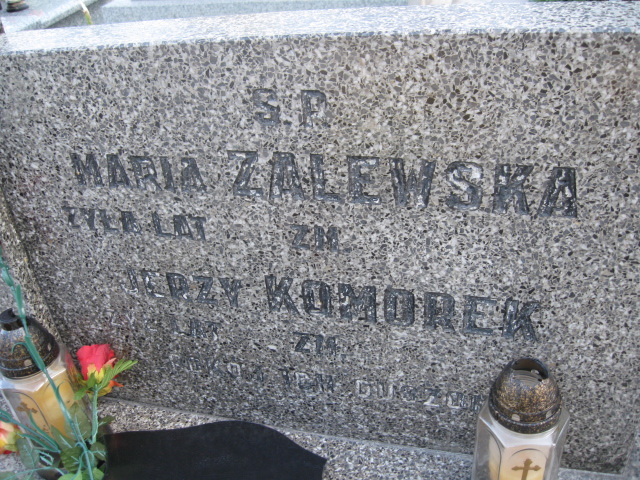 S.P.
MARIA ZALEWSKA
ŻYŁA LAT ZM.
JERZY KOMOREK
LAT ZM.